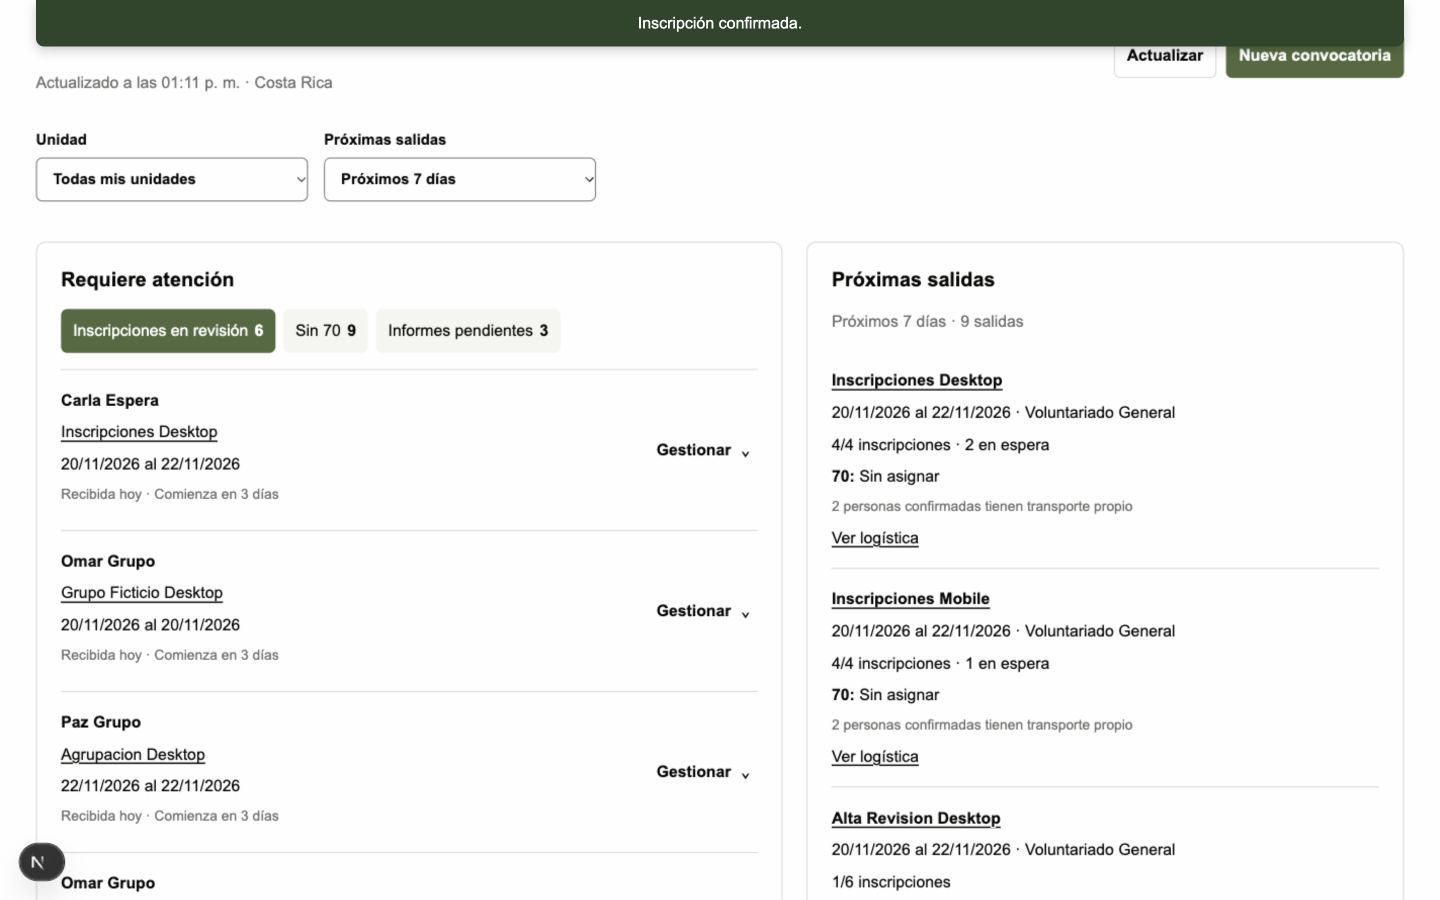 Inscripción confirmada.
Actualizar
Nueva convocatoria
Actualizado a las 01:11 p. m. · Costa Rica
Unidad
Próximas salidas
Todas mis unidades
Próximos 7 días
Requiere atención
Inscripciones en revisión 6
Sin 70 9
Informes pendientes 3
Carla Espera
Inscripciones Desktop
20/11/2026 al 22/11/2026
Recibida hoy · Comienza en 3 días
Gestionar
Omar Grupo
Grupo Ficticio Desktop
20/11/2026 al 20/11/2026
Recibida hoy · Comienza en 3 días
Gestionar
Paz Grupo
Agrupacion Desktop
22/11/2026 al 22/11/2026
Recibida hoy · Comienza en 3 días
Gestionar
N
Omar Grupo
Próximas salidas
Próximos 7 días · 9 salidas
Inscripciones Desktop
20/11/2026 al 22/11/2026 · Voluntariado General
4/4 inscripciones · 2 en espera
70: Sin asignar
2 personas confirmadas tienen transporte propio
Ver logística
Inscripciones Mobile
20/11/2026 al 22/11/2026 · Voluntariado General
4/4 inscripciones · 1 en espera
70: Sin asignar
2 personas confirmadas tienen transporte propio
Ver logística
Alta Revision Desktop
20/11/2026 al 22/11/2026 · Voluntariado General
1/6 inscripciones